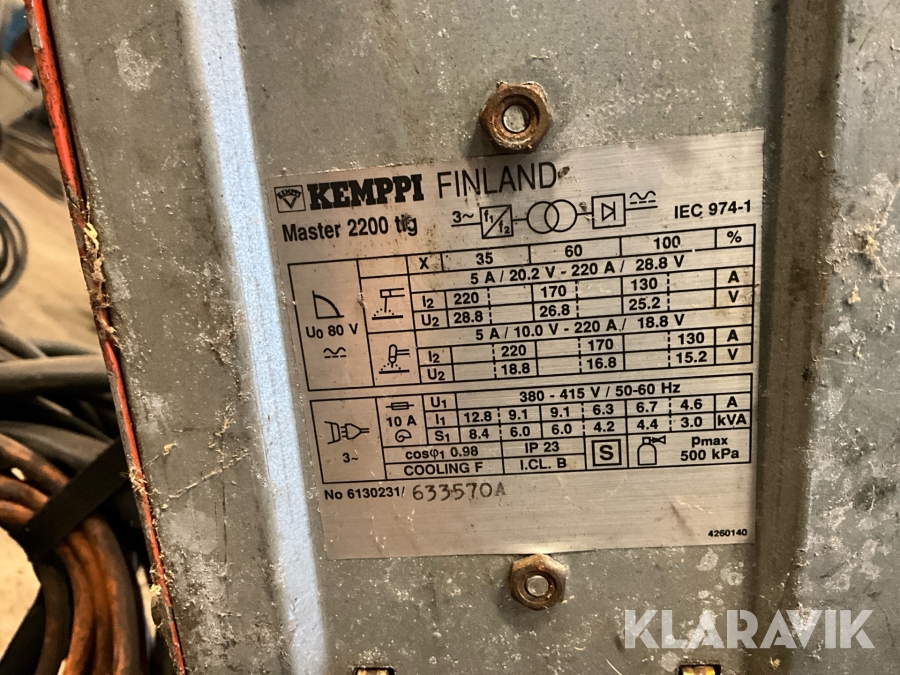 KEMPPI KEMPPI FINLAND
Master 2200 tig 3~ f1 f2 IEC 974-1
X 35 60 100 %
5 A / 20.2 V - 220 A / 28.8 V
I2 220 170 130 A
U2 28.8 26.8 25.2 V
U0 80 V
5 A / 10.0 V - 220 A / 18.8 V
I2 220 170 130 A
U2 18.8 16.8 15.2 V
U1 380 - 415 V / 50-60 Hz
10 A I1 12.8 9.1 9.1 6.3 6.7 4.6 A
3~ S1 8.4 6.0 6.0 4.2 4.4 3.0 kVA
cosφ1 0.98 IP 23 S pmax
COOLING F I.CL. B 500 kPa
No 6130231/ 633570A
4260140
KLARAVIK